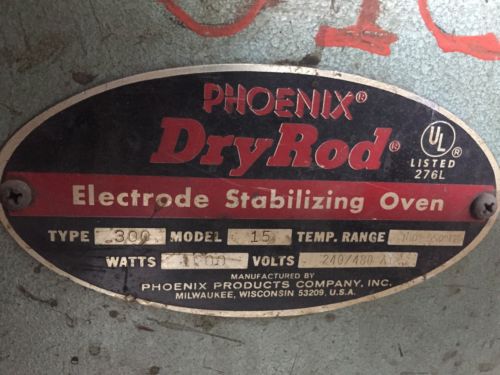 PHOENIX®
DryRod®
UL®
LISTED
276L
Electrode Stabilizing Oven
TYPE 300 MODEL 15 TEMP. RANGE
WATTS VOLTS 240/480
MANUFACTURED BY
PHOENIX PRODUCTS COMPANY, INC.
MILWAUKEE, WISCONSIN 53209, U.S.A.